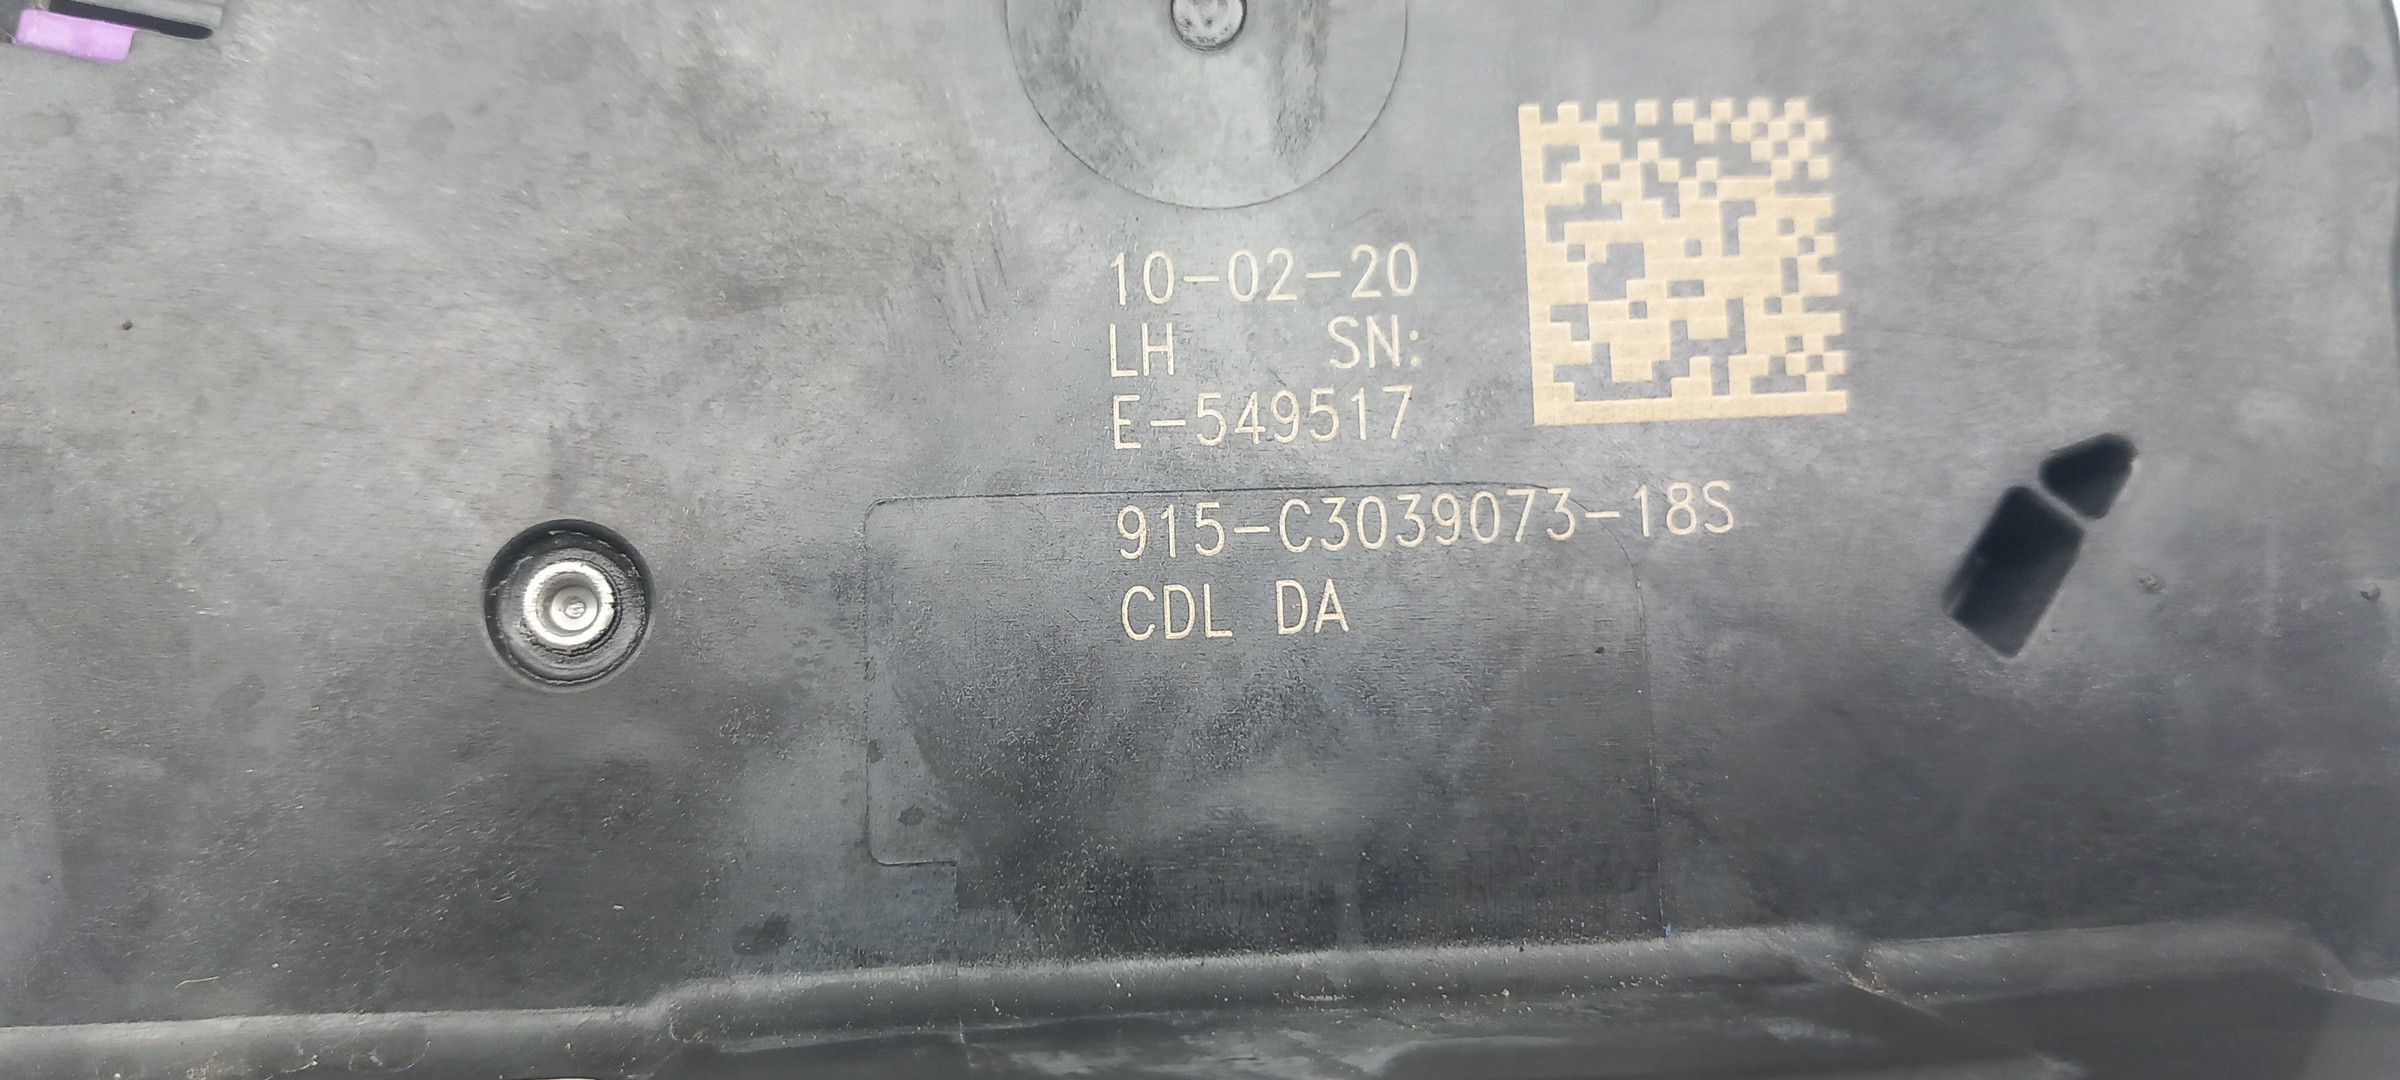 10-02-20
LH SN:
E-549517
915-C3039073-18S
CDL DA